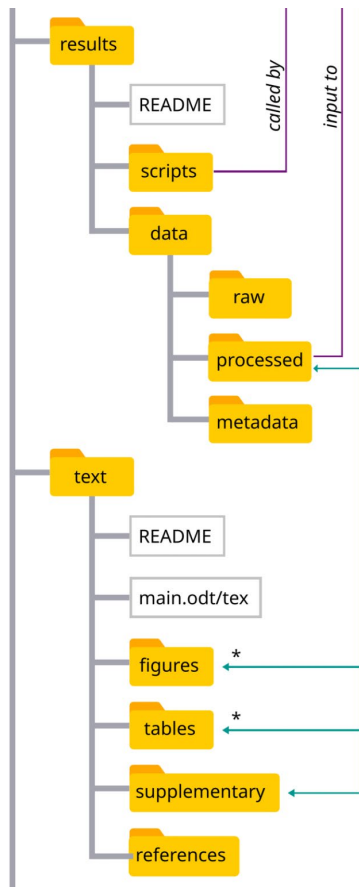 results
called by
input to
README
scripts
data
raw
processed
metadata
text
README
main.odt/tex
figures
*
tables
*
supplementary
references